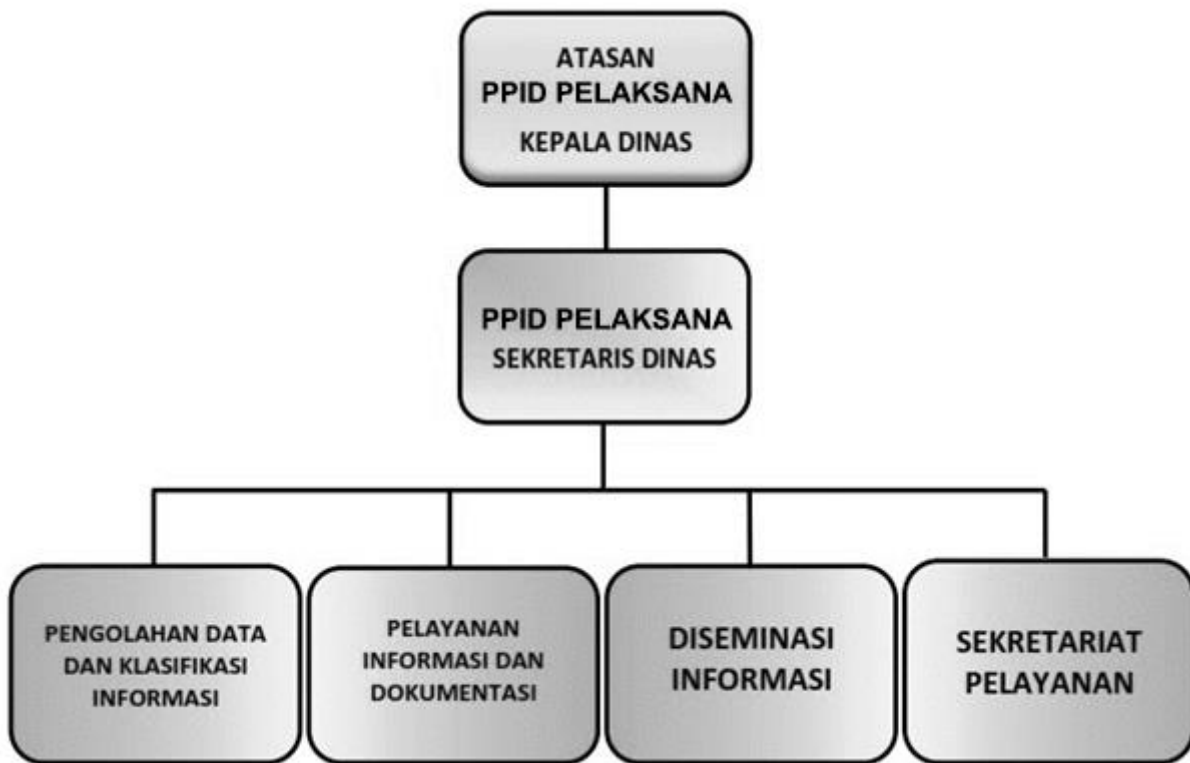 ATASAN
PPID PELAKSANA
KEPALA DINAS
PPID PELAKSANA
SEKRETARIS DINAS
PENGOLAHAN DATA
DAN KLASIFIKASI
INFORMASI
PELAYANAN
INFORMASI DAN
DOKUMENTASI
DISEMINASI
INFORMASI
SEKRETARIAT
PELAYANAN